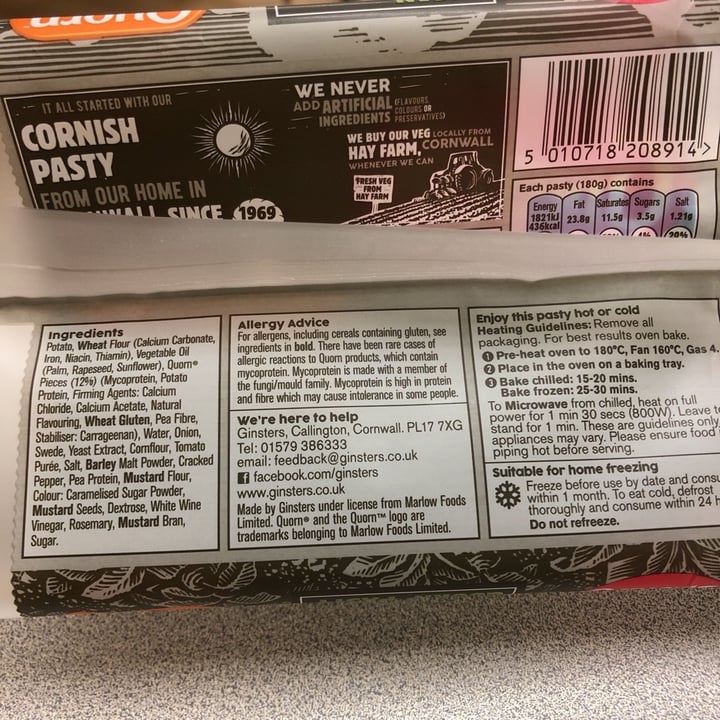 Quorn
IT ALL STARTED WITH OUR
CORNISH
PASTY
FROM OUR HOME IN
SINCE 1969
WE NEVER
ADD ARTIFICIAL
INGREDIENTS
(FLAVOURS,
COLOURS OR
PRESERVATIVES)
WE BUY OUR VEG LOCALLY FROM
HAY FARM, CORNWALL
WHENEVER WE CAN
FRESH VEG
FROM
HAY FARM
5 010718 208914 >
Each pasty (180g) contains
Energy Fat Saturates Sugars Salt
1821kJ 23.8g 11.5g 3.5g 1.21g
436kcal
4% 20%
Ingredients
Potato, Wheat Flour (Calcium Carbonate,
Iron, Niacin, Thiamin), Vegetable Oil
(Palm, Rapeseed, Sunflower), Quorn®
Pieces (12%) (Mycoprotein, Potato
Protein, Firming Agents: Calcium
Chloride, Calcium Acetate, Natural
Flavouring, Wheat Gluten, Pea Fibre,
Stabiliser: Carrageenan), Water, Onion,
Swede, Yeast Extract, Cornflour, Tomato
Purée, Salt, Barley Malt Powder, Cracked
Pepper, Pea Protein, Mustard Flour,
Colour: Caramelised Sugar Powder,
Mustard Seeds, Dextrose, White Wine
Vinegar, Rosemary, Mustard Bran,
Sugar.
Allergy Advice
For allergens, including cereals containing gluten, see
ingredients in bold. There have been rare cases of
allergic reactions to Quorn products, which contain
mycoprotein. Mycoprotein is made with a member of
the fungi/mould family. Mycoprotein is high in protein
and fibre which may cause intolerance in some people.
We're here to help
Ginsters, Callington, Cornwall. PL17 7XG
Tel: 01579 386333
email: feedback@ginsters.co.uk
facebook.com/ginsters
www.ginsters.co.uk
Made by Ginsters under license from Marlow Foods
Limited. Quorn® and the Quorn™ logo are
trademarks belonging to Marlow Foods Limited.
Enjoy this pasty hot or cold
Heating Guidelines: Remove all
packaging. For best results oven bake.
1 Pre-heat oven to 180°C, Fan 160°C, Gas 4.
2 Place in the oven on a baking tray.
3 Bake chilled: 15-20 mins.
Bake frozen: 25-30 mins.
To Microwave from chilled, heat on full
power for 1 min 30 secs (800W). Leave to
stand for 1 min. These are guidelines only
appliances may vary. Please ensure food
piping hot before serving.
Suitable for home freezing
Freeze before use by date and consu
within 1 month. To eat cold, defrost
thoroughly and consume within 24 h
Do not refreeze.